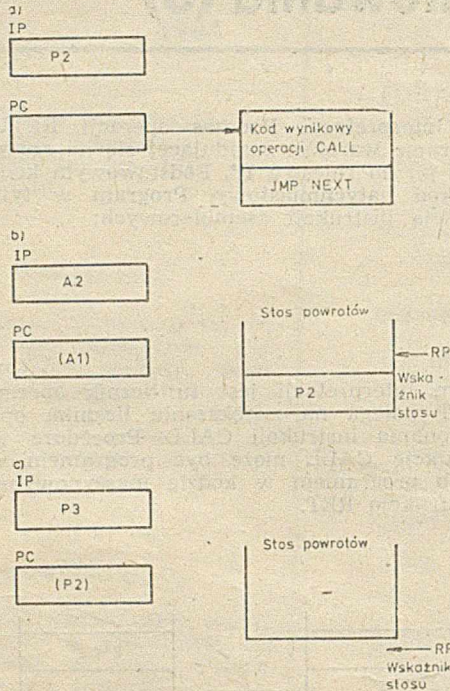 a)
IP
P2
PC
Kod wynikowy
operacji CALL
JMP NEXT
b)
IP
A2
Stos powrotów
PC
(A1)
RP
P2
Wska-
źnik
stosu
c)
IP
P3
Stos powrotów
PC
(P2)
-
RP
Wskaźnik
stosu